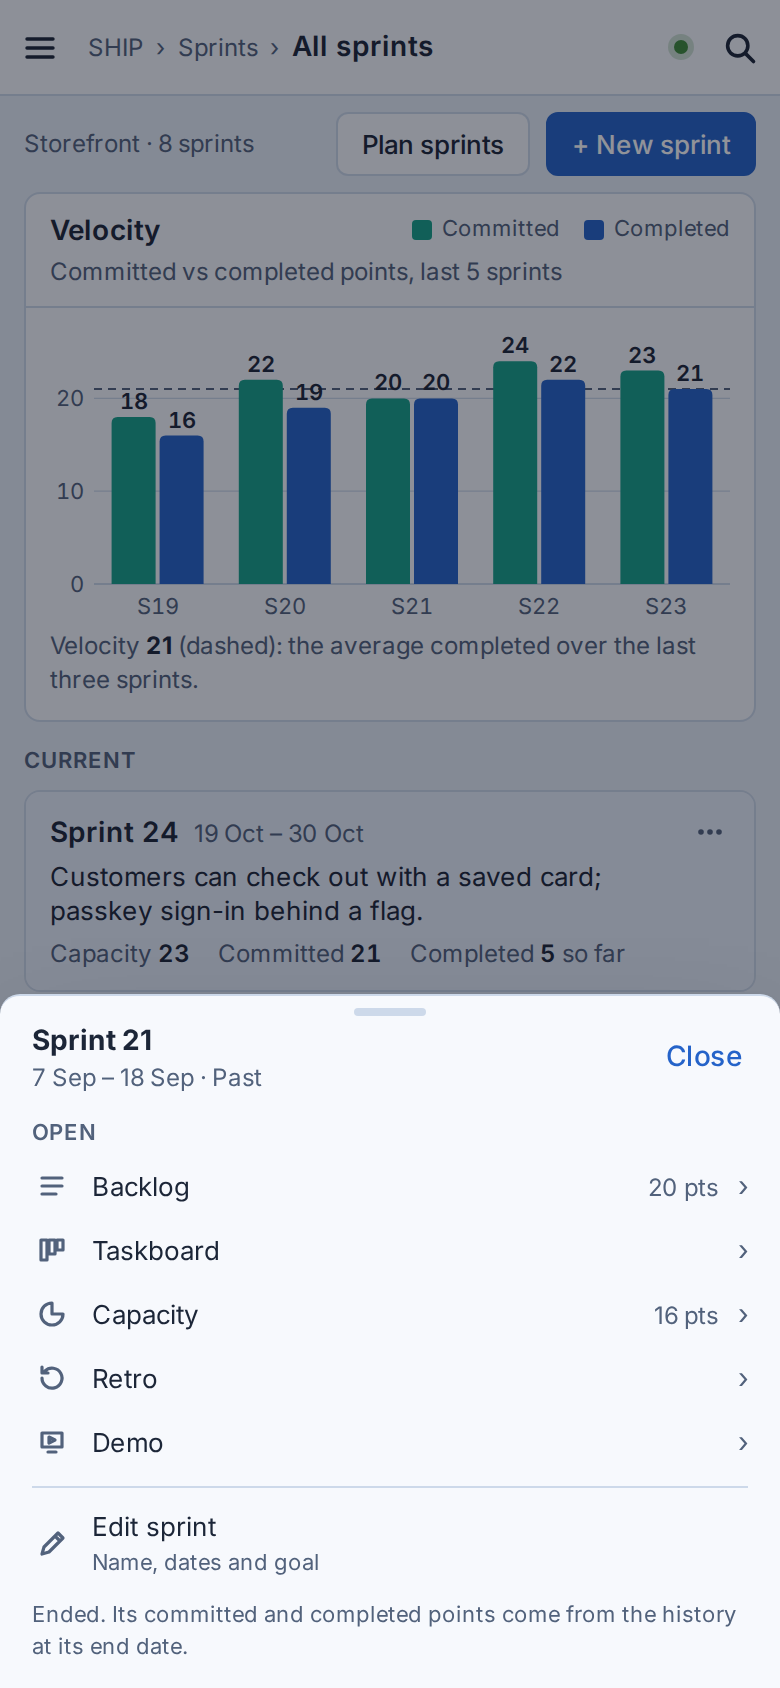 SHIP › Sprints › All sprints
Storefront · 8 sprints
Plan sprints
+ New sprint
Velocity
Committed
Completed
Committed vs completed points, last 5 sprints
20
10
0
18
16
22
19
20
20
24
22
23
21
S19
S20
S21
S22
S23
Velocity 21 (dashed): the average completed over the last
three sprints.
CURRENT
Sprint 24 19 Oct – 30 Oct
Customers can check out with a saved card;
passkey sign-in behind a flag.
Capacity 23 Committed 21 Completed 5 so far
Sprint 21
7 Sep – 18 Sep · Past
Close
OPEN
Backlog 20 pts ›
Taskboard ›
Capacity 16 pts ›
Retro ›
Demo ›
Edit sprint
Name, dates and goal
Ended. Its committed and completed points come from the history
at its end date.